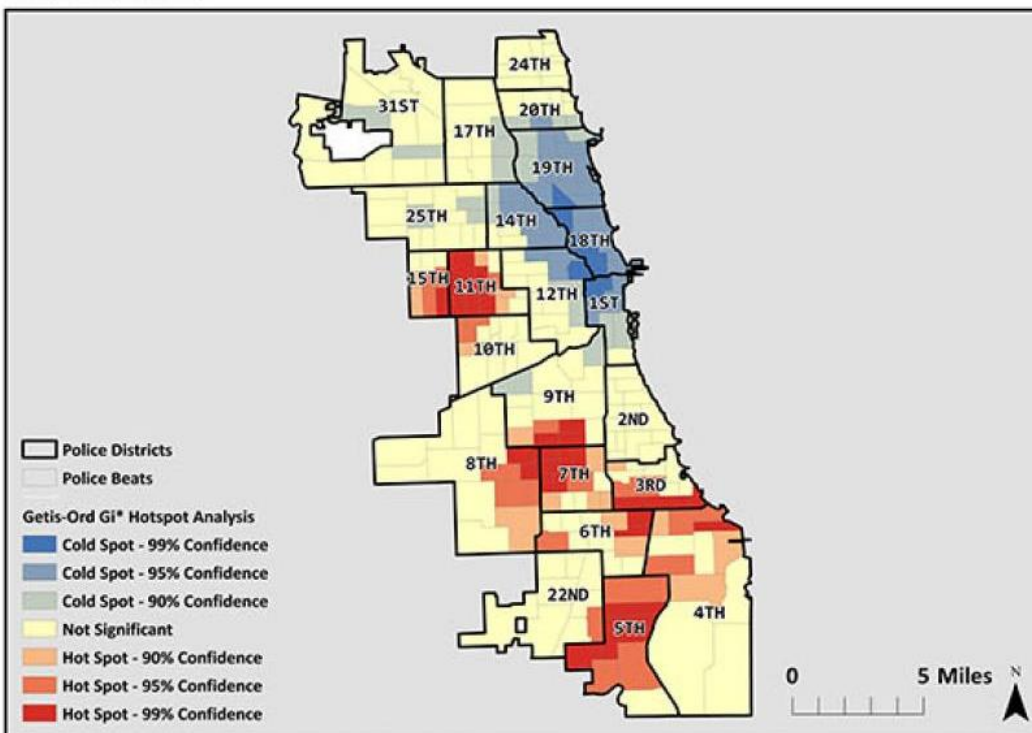 24TH
31ST
20TH
17TH
19TH
25TH
14TH
18TH
15TH
11TH
12TH
1ST
10TH
9TH
2ND
8TH
7TH
3RD
6TH
22ND
4TH
5TH
Police Districts
Police Beats
Getis-Ord Gi* Hotspot Analysis
Cold Spot - 99% Confidence
Cold Spot - 95% Confidence
Cold Spot - 90% Confidence
Not Significant
Hot Spot - 90% Confidence
Hot Spot - 95% Confidence
Hot Spot - 99% Confidence
0 5 Miles
N